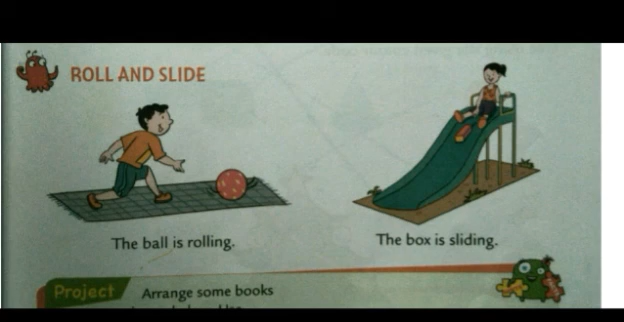 ROLL AND SLIDE
The ball is rolling.
The box is sliding.
Project
Arrange some books